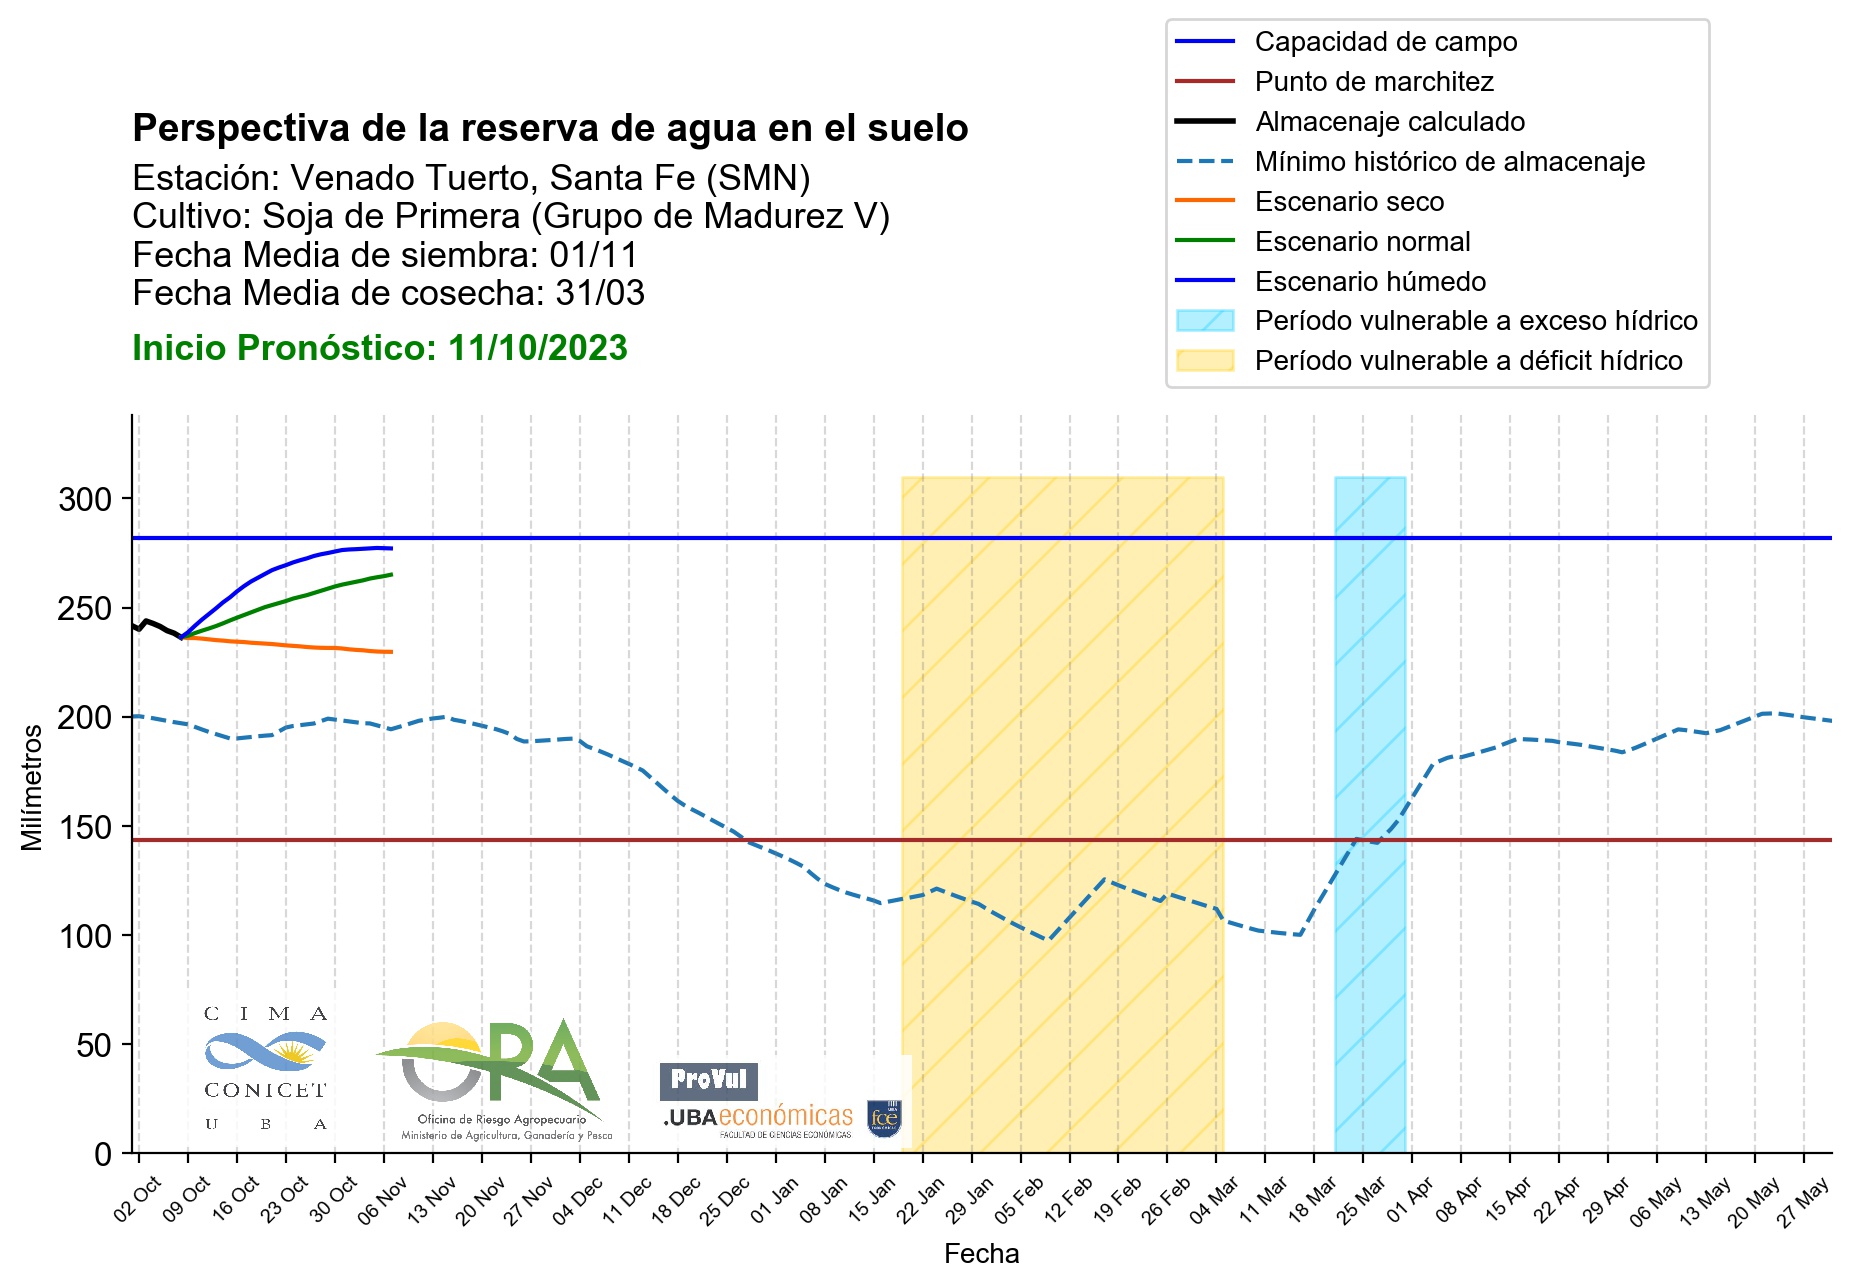 Capacidad de campo
Punto de marchitez
Almacenaje calculado
Mínimo histórico de almacenaje
Escenario seco
Escenario normal
Escenario húmedo
Período vulnerable a exceso hídrico
Período vulnerable a déficit hídrico
Perspectiva de la reserva de agua en el suelo
Estación: Venado Tuerto, Santa Fe (SMN)
Cultivo: Soja de Primera (Grupo de Madurez V)
Fecha Media de siembra: 01/11
Fecha Media de cosecha: 31/03
Inicio Pronóstico: 11/10/2023
300
250
200
150
100
50
0
Milímetros
CIMA
CONICET
UBA
ORA
Oficina de Riesgo Agropecuario
Ministerio de Agricultura, Ganadería y Pesca
ProVul
.UBAeconómicas
FACULTAD DE CIENCIAS ECONÓMICAS
fce
02 Oct
09 Oct
16 Oct
23 Oct
30 Oct
06 Nov
13 Nov
20 Nov
27 Nov
04 Dec
11 Dec
18 Dec
25 Dec
01 Jan
08 Jan
15 Jan
22 Jan
29 Jan
05 Feb
12 Feb
19 Feb
26 Feb
04 Mar
11 Mar
18 Mar
25 Mar
01 Apr
08 Apr
15 Apr
22 Apr
29 Apr
06 May
13 May
20 May
27 May
Fecha